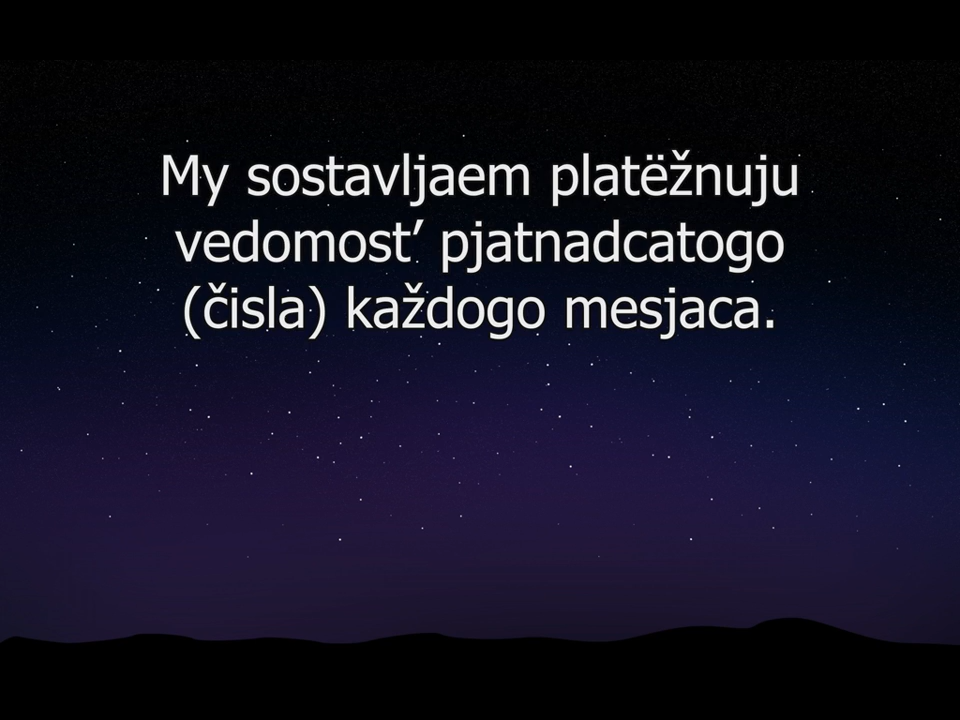 My sostavljaem platëžnuju
vedomost’ pjatnadcatogo
(čisla) každogo mesjaca.